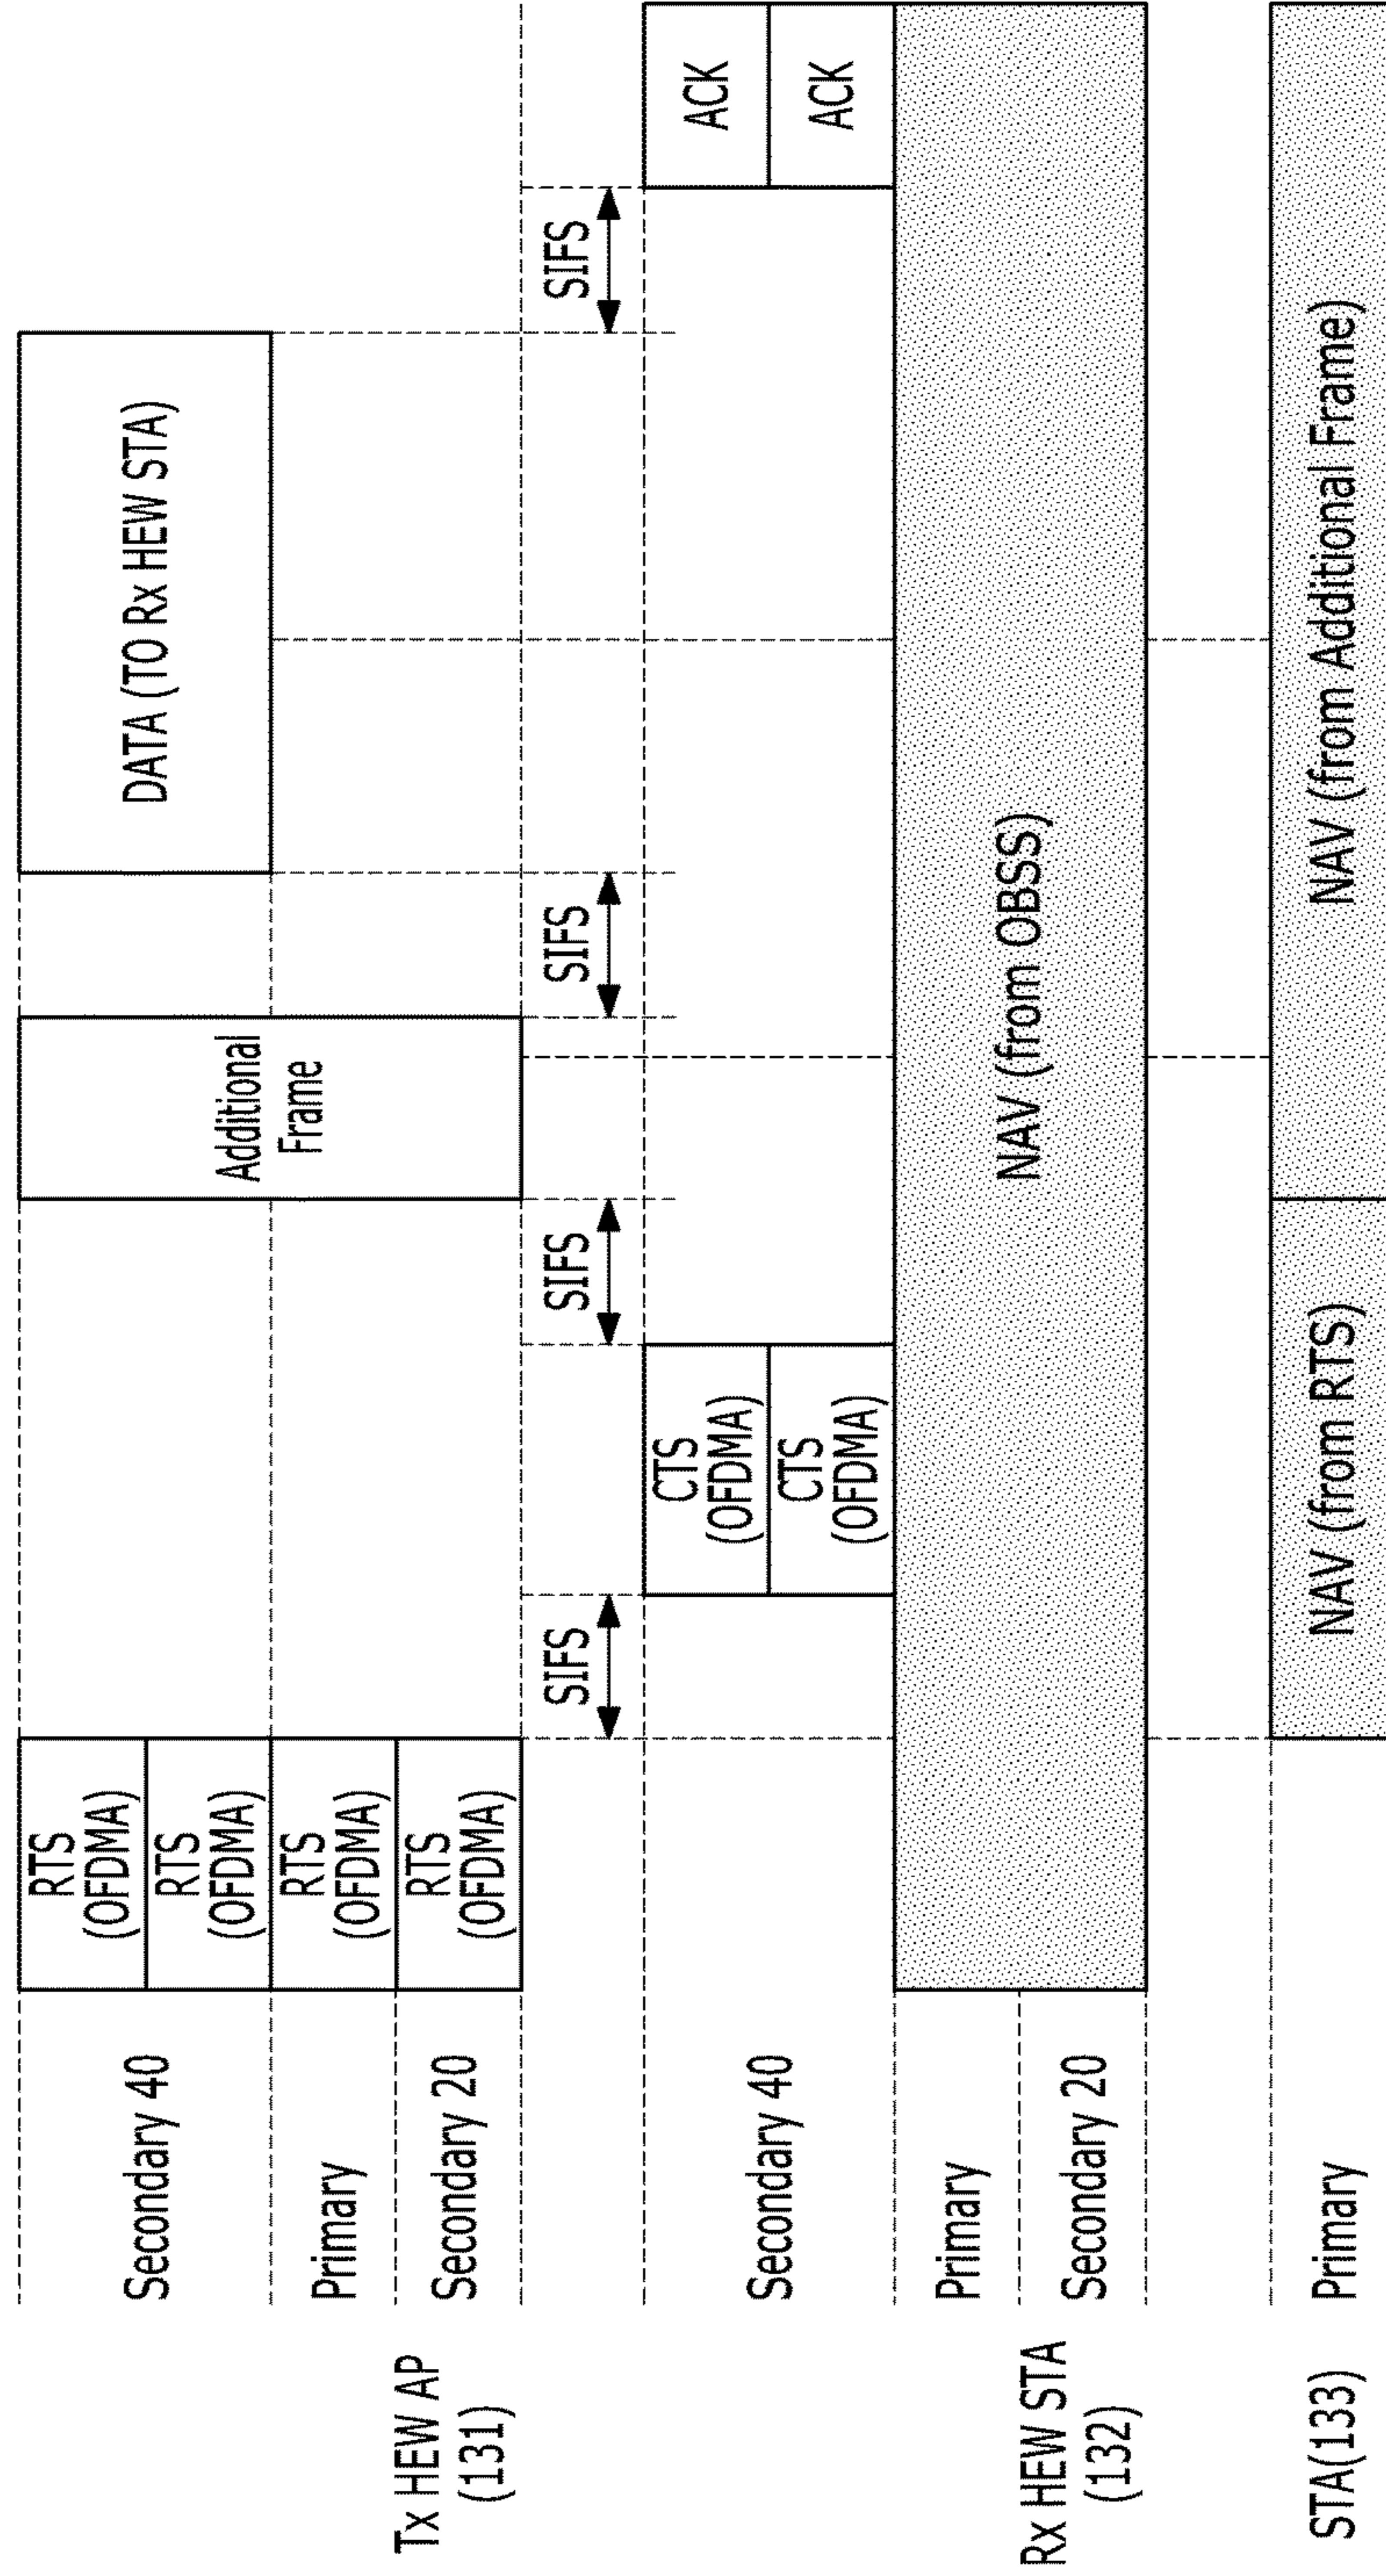 Tx HEW AP
(131)
Secondary 40
Primary
Secondary 20
RTS
(OFDMA)
RTS
(OFDMA)
RTS
(OFDMA)
RTS
(OFDMA)
Additional
Frame
DATA (TO Rx HEW STA)
SIFS
SIFS
SIFS
SIFS
Rx HEW STA
(132)
Secondary 40
Primary
Secondary 20
CTS
(OFDMA)
CTS
(OFDMA)
ACK
ACK
NAV (from OBSS)
STA(133)
Primary
NAV (from RTS)
NAV (from Additional Frame)